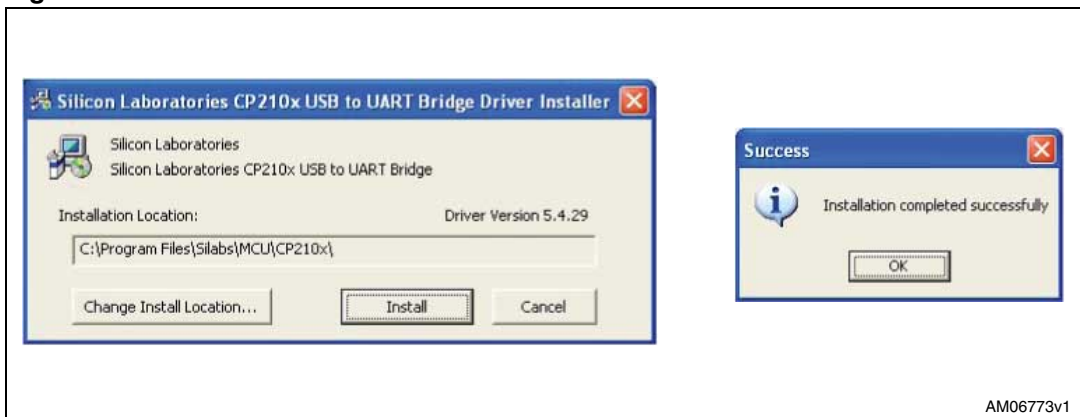 Silicon Laboratories CP210x USB to UART Bridge Driver Installer
Silicon Laboratories
Silicon Laboratories CP210x USB to UART Bridge
Installation Location:
Driver Version 5.4.29
C:\Program Files\Silabs\MCU\CP210x\
Change Install Location...
Install
Cancel
Success
Installation completed successfully
OK
AM06773v1